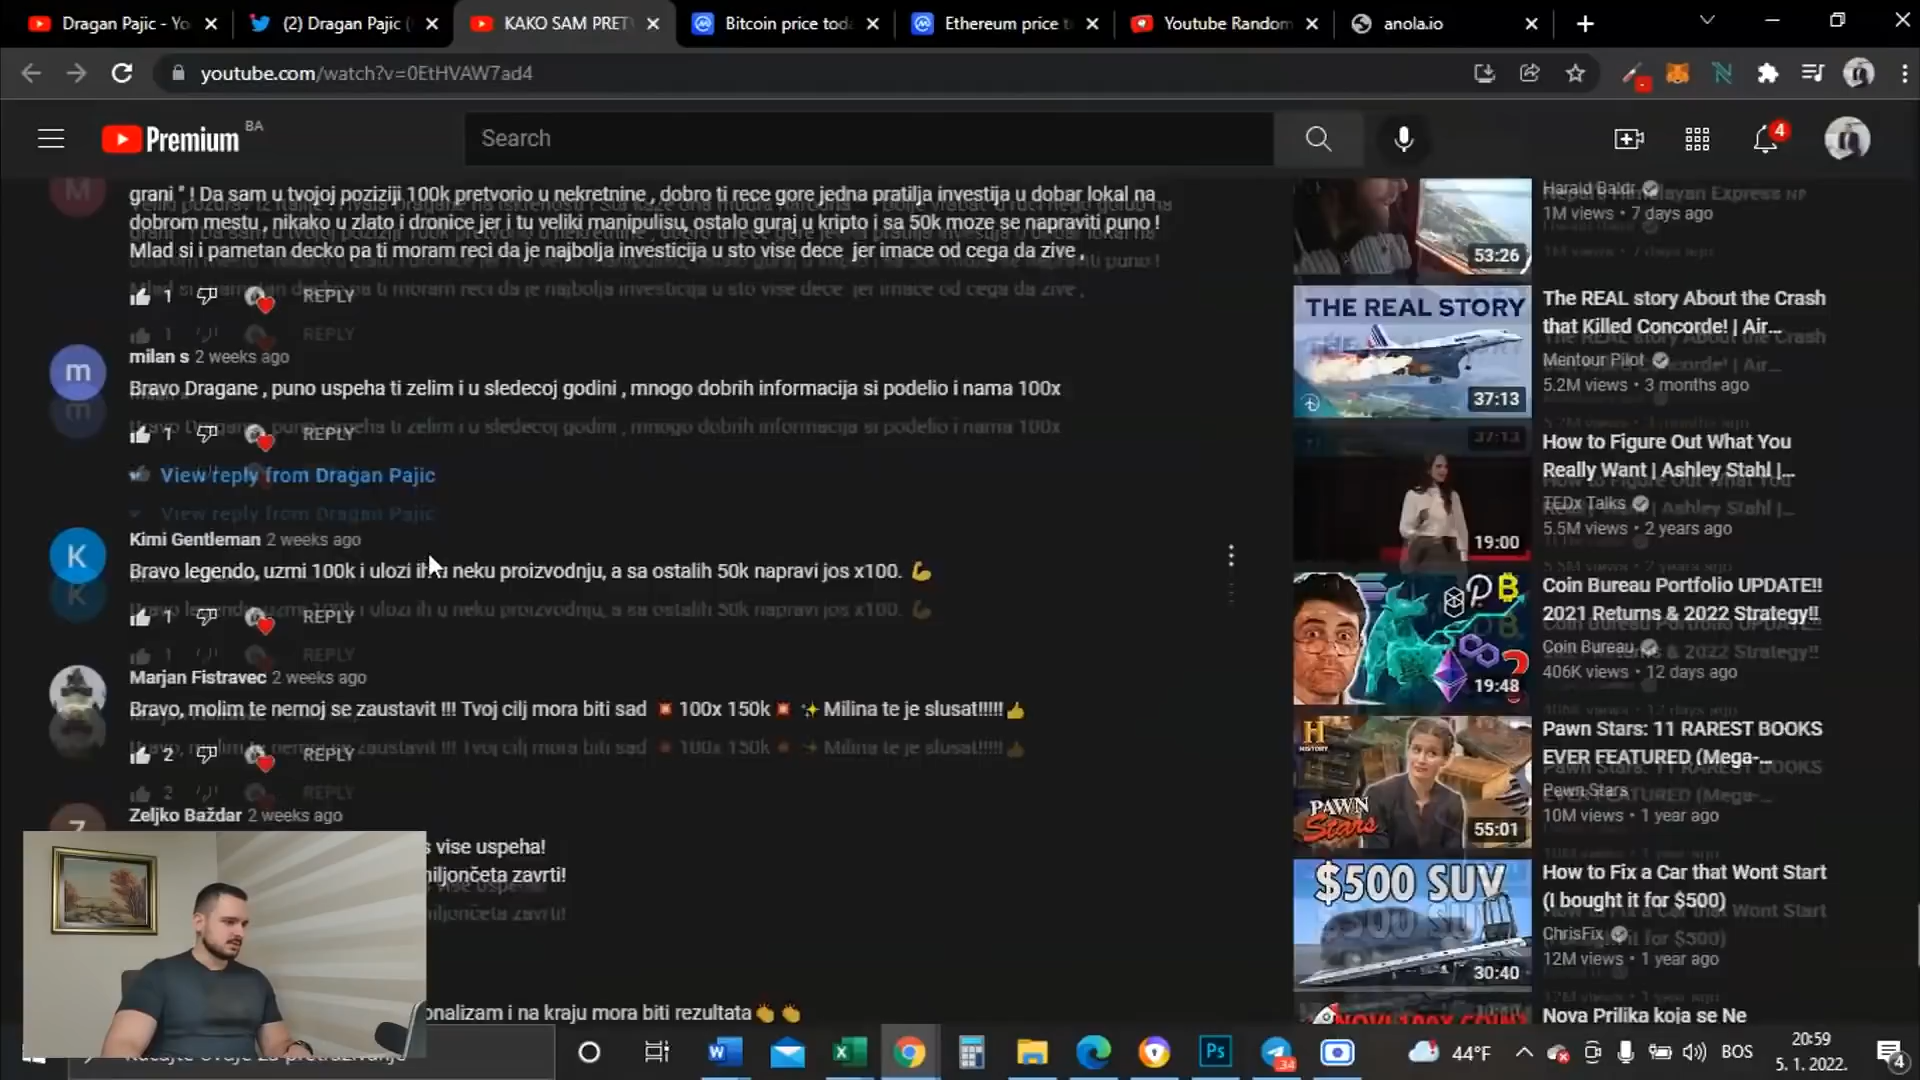 Dragan Pajic - Yo
(2) Dragan Pajic (
KAKO SAM PRET
Bitcoin price tod
Ethereum price t
Youtube Random
anola.io
youtube.com/watch?v=0EtHVAW7ad4
Premium BA
Search
4
grani " ! Da sam u tvojoj poziziji 100k pretvorio u nekretnine , dobro ti rece gore jedna pratilja investija u dobar lokal na
dobrom mestu , nikako u zlato i dronice jer i tu veliki manipulisu, ostalo guraj u kripto i sa 50k moze se napraviti puno !
Mlad si i pametan decko pa ti moram reci da je najbolja investicija u sto vise dece jer imace od cega da zive ,
1 REPLY
milan s 2 weeks ago
Bravo Dragane , puno uspeha ti zelim i u sledecoj godini , mnogo dobrih informacija si podelio i nama 100x
1 REPLY
View reply from Dragan Pajic
Kimi Gentleman 2 weeks ago
Bravo legendo, uzmi 100k i ulozi ih u neku proizvodnju, a sa ostalih 50k napravi jos x100. 💪
1 REPLY
Marjan Fistravec 2 weeks ago
Bravo, molim te nemoj se zaustavit !!! Tvoj cilj mora biti sad 💥 100x 150k💥 ✨Milina te je slusat!!!!!👍
2 REPLY
Zeljko Baždar 2 weeks ago
s vise uspeha!
niljončeta zavrti!
onalizam i na kraju mora biti rezultata👏 👏
Harald Baldr
1M views • 7 days ago
53:26
THE REAL STORY
37:13
The REAL story About the Crash
that Killed Concorde! | Air...
Mentour Pilot
5.2M views • 3 months ago
19:00
How to Figure Out What You
Really Want | Ashley Stahl |...
TEDx Talks
5.5M views • 2 years ago
19:48
Coin Bureau Portfolio UPDATE!!
2021 Returns & 2022 Strategy!!
Coin Bureau
406K views • 12 days ago
H
HISTORY
PAWN
Stars
55:01
Pawn Stars: 11 RAREST BOOKS
EVER FEATURED (Mega-...
Pawn Stars
10M views • 1 year ago
$500 SUV
30:40
How to Fix a Car that Wont Start
(I bought it for $500)
ChrisFix
12M views • 1 year ago
NOVI 100X COIN
Nova Prilika koja se Ne
34
44°F
BOS
20:59
5. 1. 2022.
4